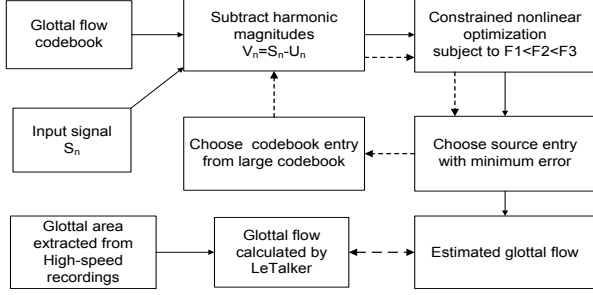 Glottal flow
codebook
Subtract harmonic
magnitudes
Vn=Sn-Un
Constrained nonlinear
optimization
subject to F1<F2<F3
Input signal
Sn
Choose codebook entry
from large codebook
Choose source entry
with minimum error
Glottal area
extracted from
High-speed
recordings
Glottal flow
calculated by
LeTalker
Estimated glottal flow